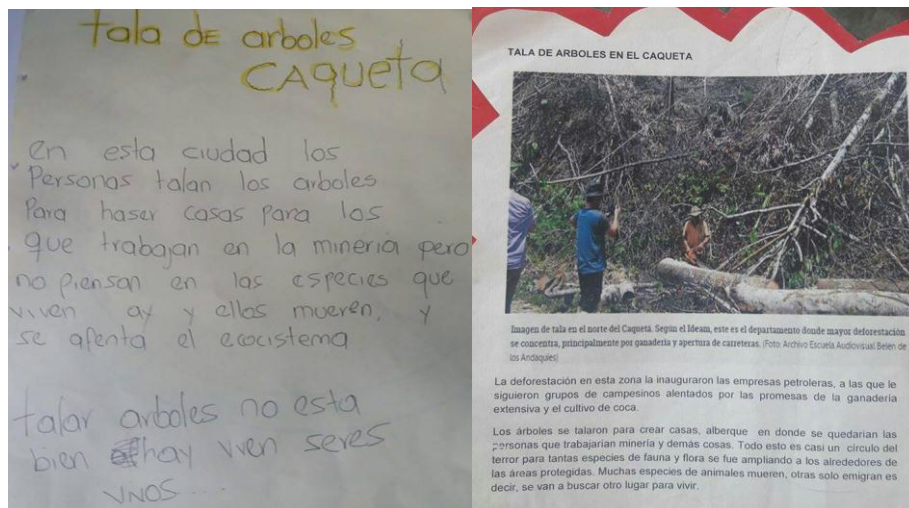 tala de arboles
CAqueta
en esta ciudad los
Personas talan los arboles
Para haser casas para los
que trabajan en la mineria pero
no piensan en las especies que
viven ay y ellos mueren, y
se afenta el ecocistema
talar arboles no esta
bien hay viven seres
vivos...
TALA DE ARBOLES EN EL CAQUETA
Imagen de tala en el norte del Caquetá. Según el Ideam, este es el departamento donde mayor deforestación
se concentra, principalmente por ganadería y apertura de carreteras. (Foto: Archivo Escuela Audiovisual Belén de
los Andaquíes)
La deforestación en esta zona la inauguraron las empresas petroleras, a las que le
siguieron grupos de campesinos alentados por las promesas de la ganadería
extensiva y el cultivo de coca.
Los árboles se talaron para crear casas, alberque en donde se quedarían las
personas que trabajarían minería y demás cosas. Todo esto es casi un círculo del
terror para tantas especies de fauna y flora se fue ampliando a los alrededores de
las áreas protegidas. Muchas especies de animales mueren, otras solo emigran es
decir, se van a buscar otro lugar para vivir.